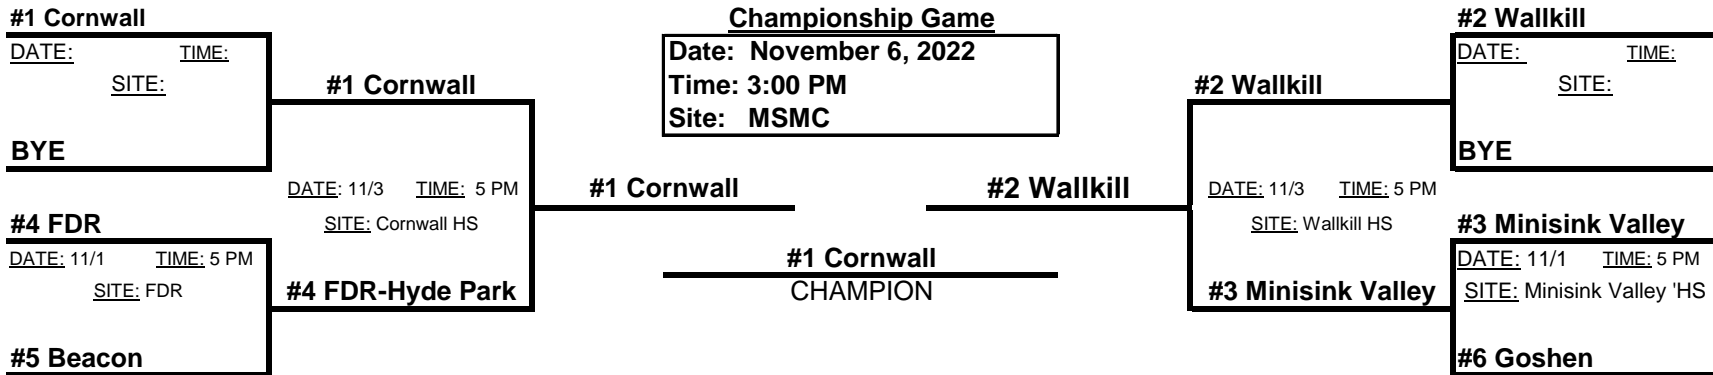 #1 Cornwall
DATE: TIME:
SITE:
BYE
#4 FDR
DATE: 11/1 TIME: 5 PM
SITE: FDR
#5 Beacon
#1 Cornwall
DATE: 11/3 TIME: 5 PM
SITE: Cornwall HS
#4 FDR-Hyde Park
#1 Cornwall
Championship Game
Date: November 6, 2022
Time: 3:00 PM
Site: MSMC
#1 Cornwall
CHAMPION
#2 Wallkill
#2 Wallkill
DATE: 11/3 TIME: 5 PM
SITE: Wallkill HS
#3 Minisink Valley
#2 Wallkill
DATE: TIME:
SITE:
BYE
#3 Minisink Valley
DATE: 11/1 TIME: 5 PM
SITE: Minisink Valley 'HS
#6 Goshen